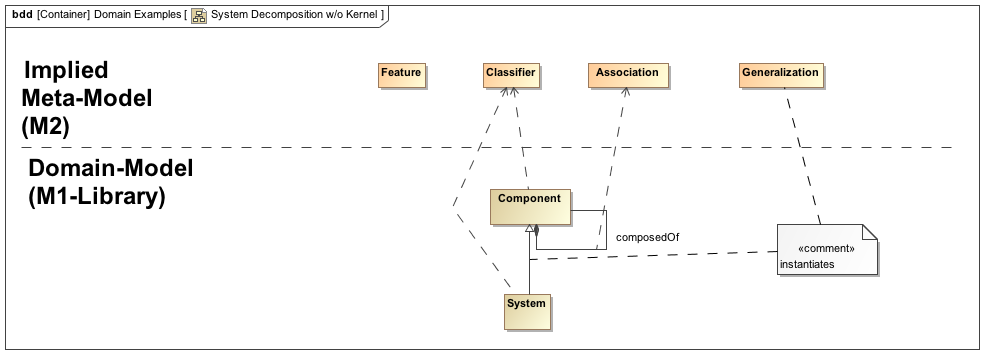 bdd [Container] Domain Examples [ System Decomposition w/o Kernel ]
Implied
Meta-Model
(M2)
Feature
Classifier
Association
Generalization
Domain-Model
(M1-Library)
Component
composedOf
«comment»
instantiates
System